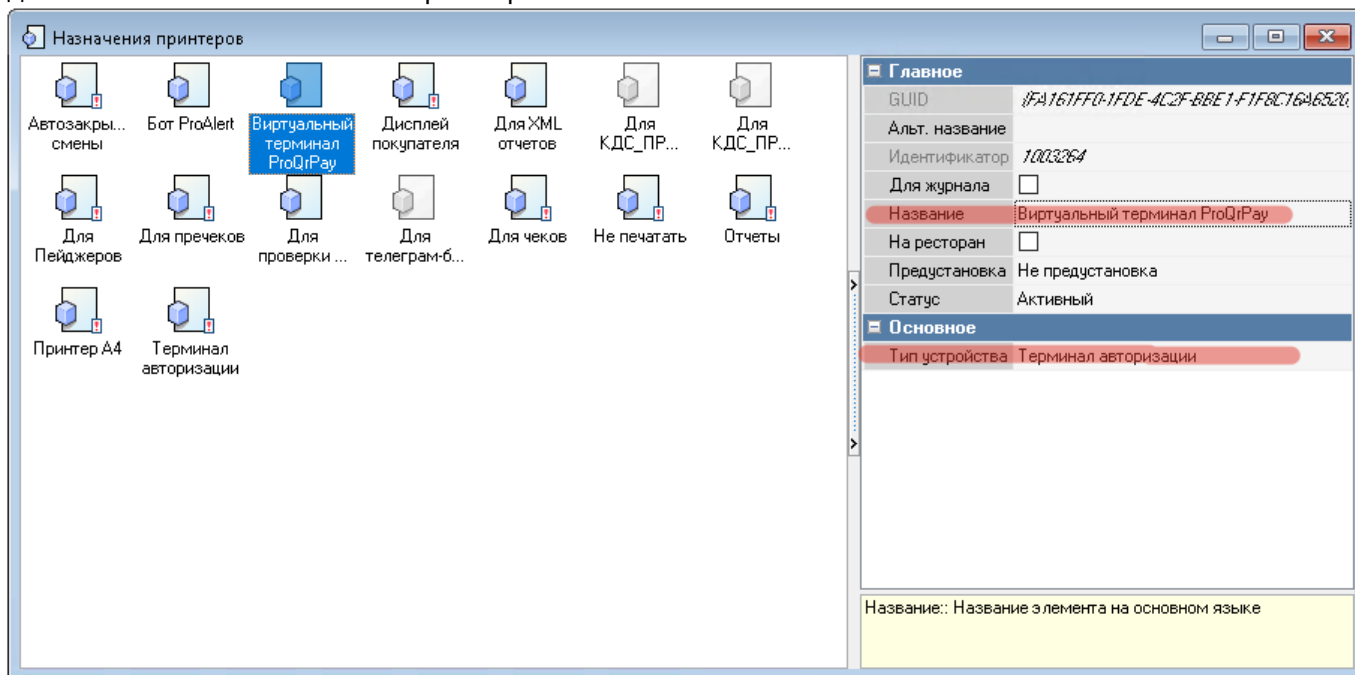 Назначения принтеров
Автозакры... смены
Бот ProAlert
Виртуальный терминал ProQrPay
Дисплей покупателя
Для XML отчетов
Для КДС_ПР...
Для КДС_ПР...
Для Пейджеров
Для пречеков
Для проверки ...
Для телеграм-б...
Для чеков
Не печатать
Отчеты
Принтер А4
Терминал авторизации
Главное
GUID {FA161FF0-1FDE-4C2F-BBE1-F1F8C16A6520,
Альт. название
Идентификатор 1003264
Для журнала
Название Виртуальный терминал ProQrPay
На ресторан
Предустановка Не предустановка
Статус Активный
Основное
Тип устройства Терминал авторизации
Название:: Название элемента на основном языке